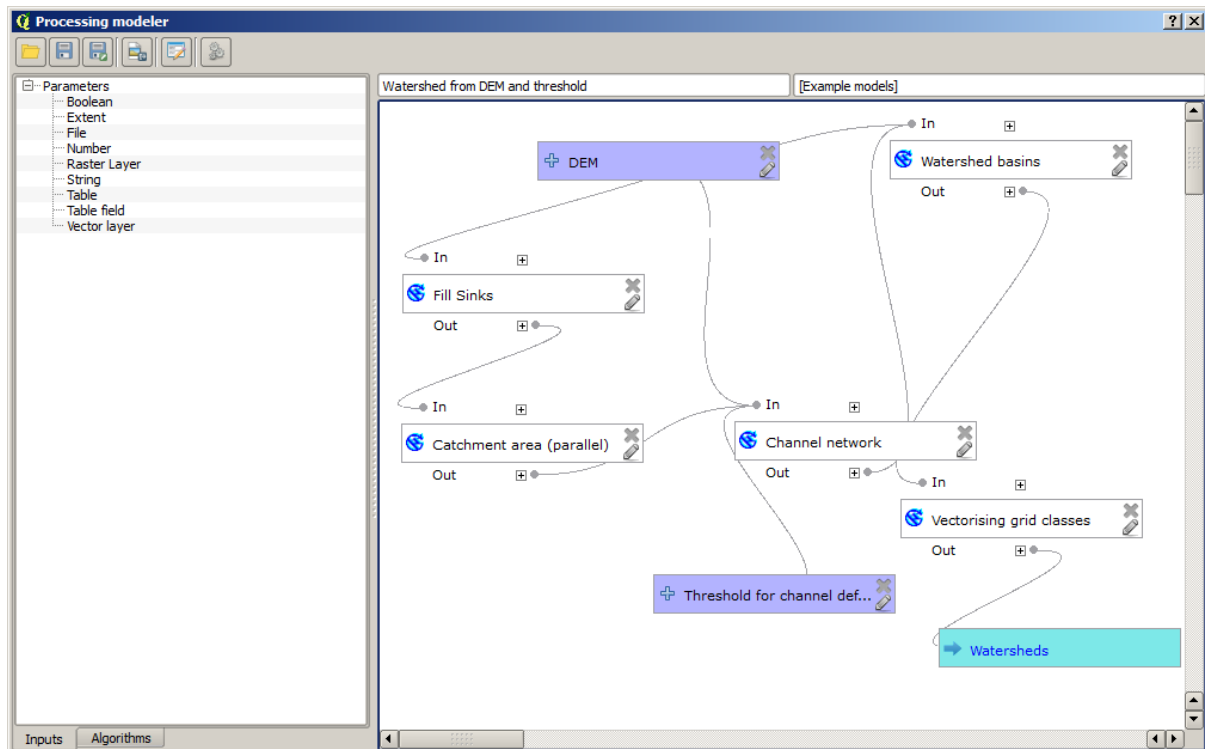 Processing modeler
Parameters
Boolean
Extent
File
Number
Raster Layer
String
Table
Table field
Vector layer
Inputs
Algorithms
Watershed from DEM and threshold
[Example models]
DEM
In
Watershed basins
Out
In
Fill Sinks
Out
In
Catchment area (parallel)
Out
In
Channel network
Out
In
Vectorising grid classes
Out
Threshold for channel def...
Watersheds